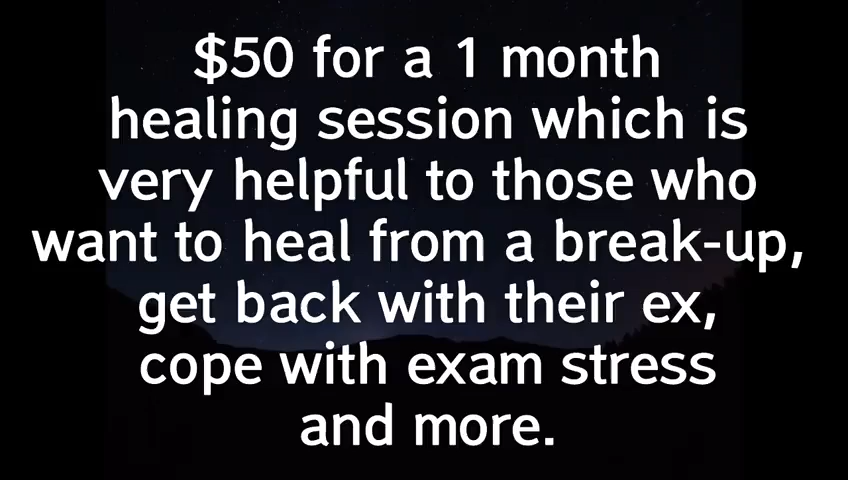 $50 for a 1 month
healing session which is
very helpful to those who
want to heal from a break-up,
get back with their ex,
cope with exam stress
and more.